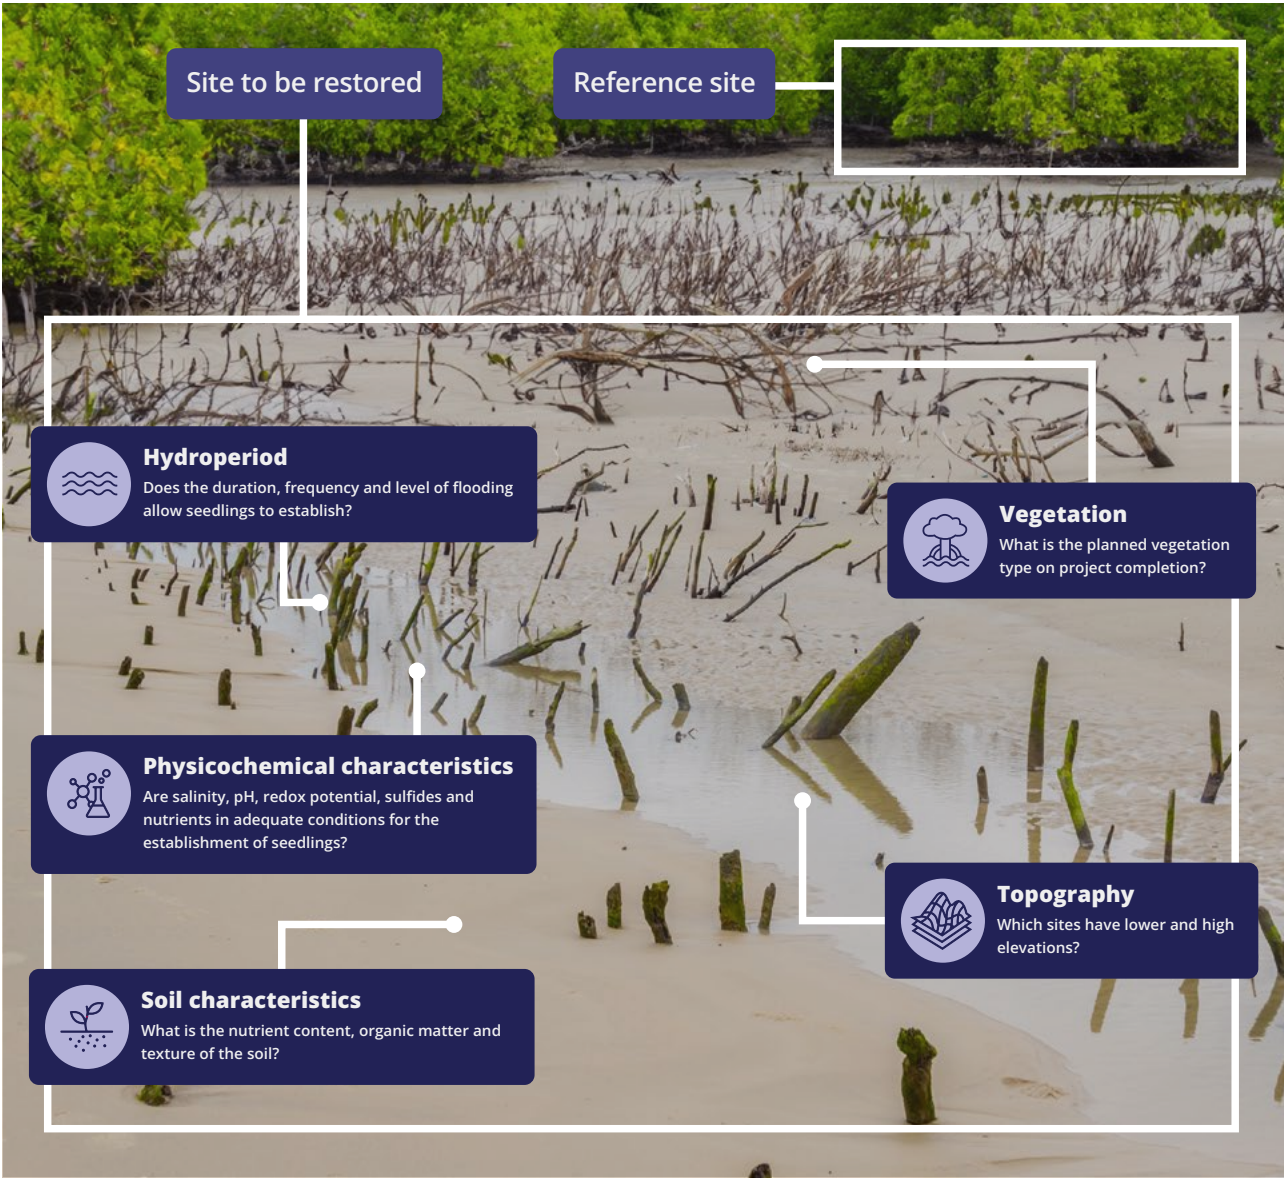 Site to be restored
Reference site
Hydroperiod
Does the duration, frequency and level of flooding
allow seedlings to establish?
Vegetation
What is the planned vegetation
type on project completion?
Physicochemical characteristics
Are salinity, pH, redox potential, sulfides and
nutrients in adequate conditions for the
establishment of seedlings?
Topography
Which sites have lower and high
elevations?
Soil characteristics
What is the nutrient content, organic matter and
texture of the soil?